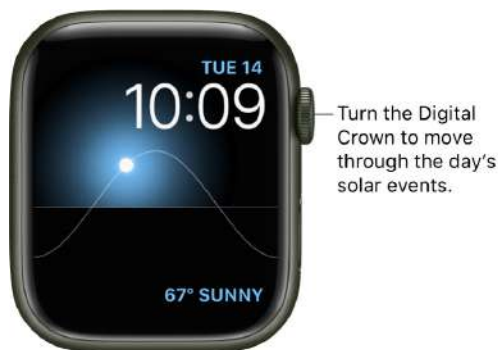 TUE 14
10:09
Turn the Digital
Crown to move
through the day's
solar events.
67° SUNNY